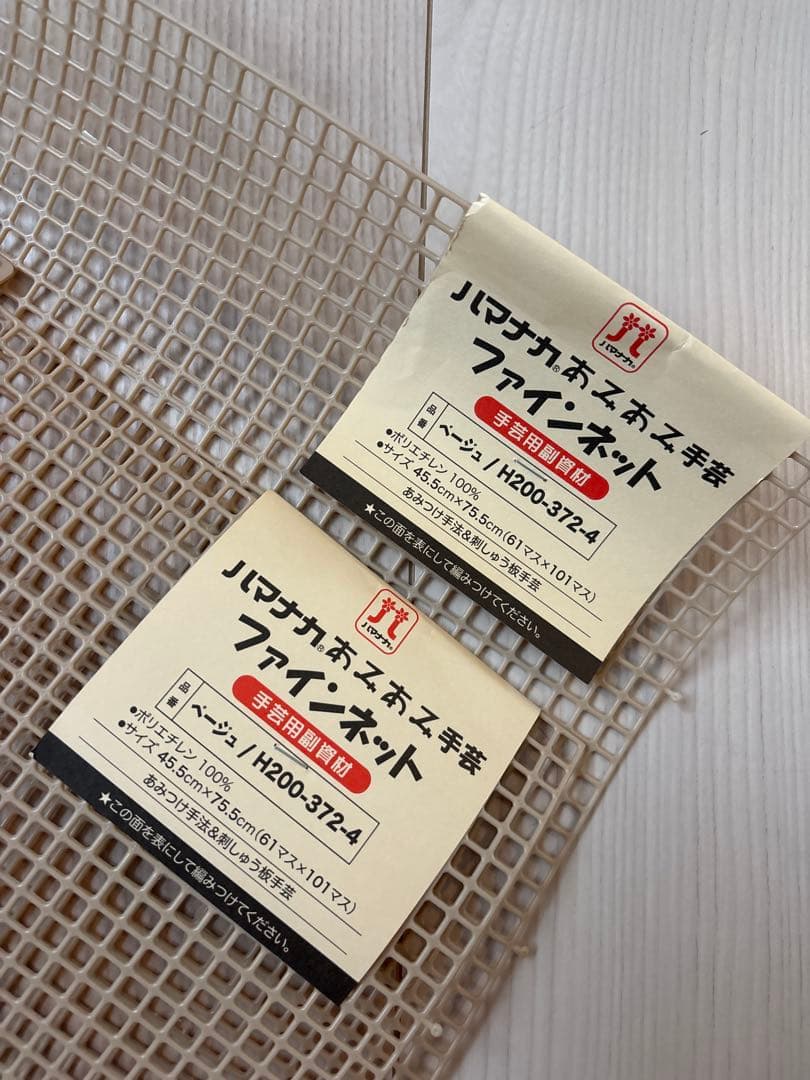 ハマナカ
ハマナカ®あみあみ手芸
ファインネット
手芸用副資材
品番 ベージュ / H200-372-4
●ポリエチレン 100%
●サイズ 45.5cm×75.5cm(61マス×101マス)
あみつけ手法&刺しゅう板手芸
★この面を表にして編みつけてください。
ハマナカ
ハマナカ®あみあみ手芸
ファインネット
手芸用副資材
品番 ベージュ / H200-372-4
●ポリエチレン 100%
●サイズ 45.5cm×75.5cm(61マス×101マス)
あみつけ手法&刺しゅう板手芸
★この面を表にして編みつけてください。